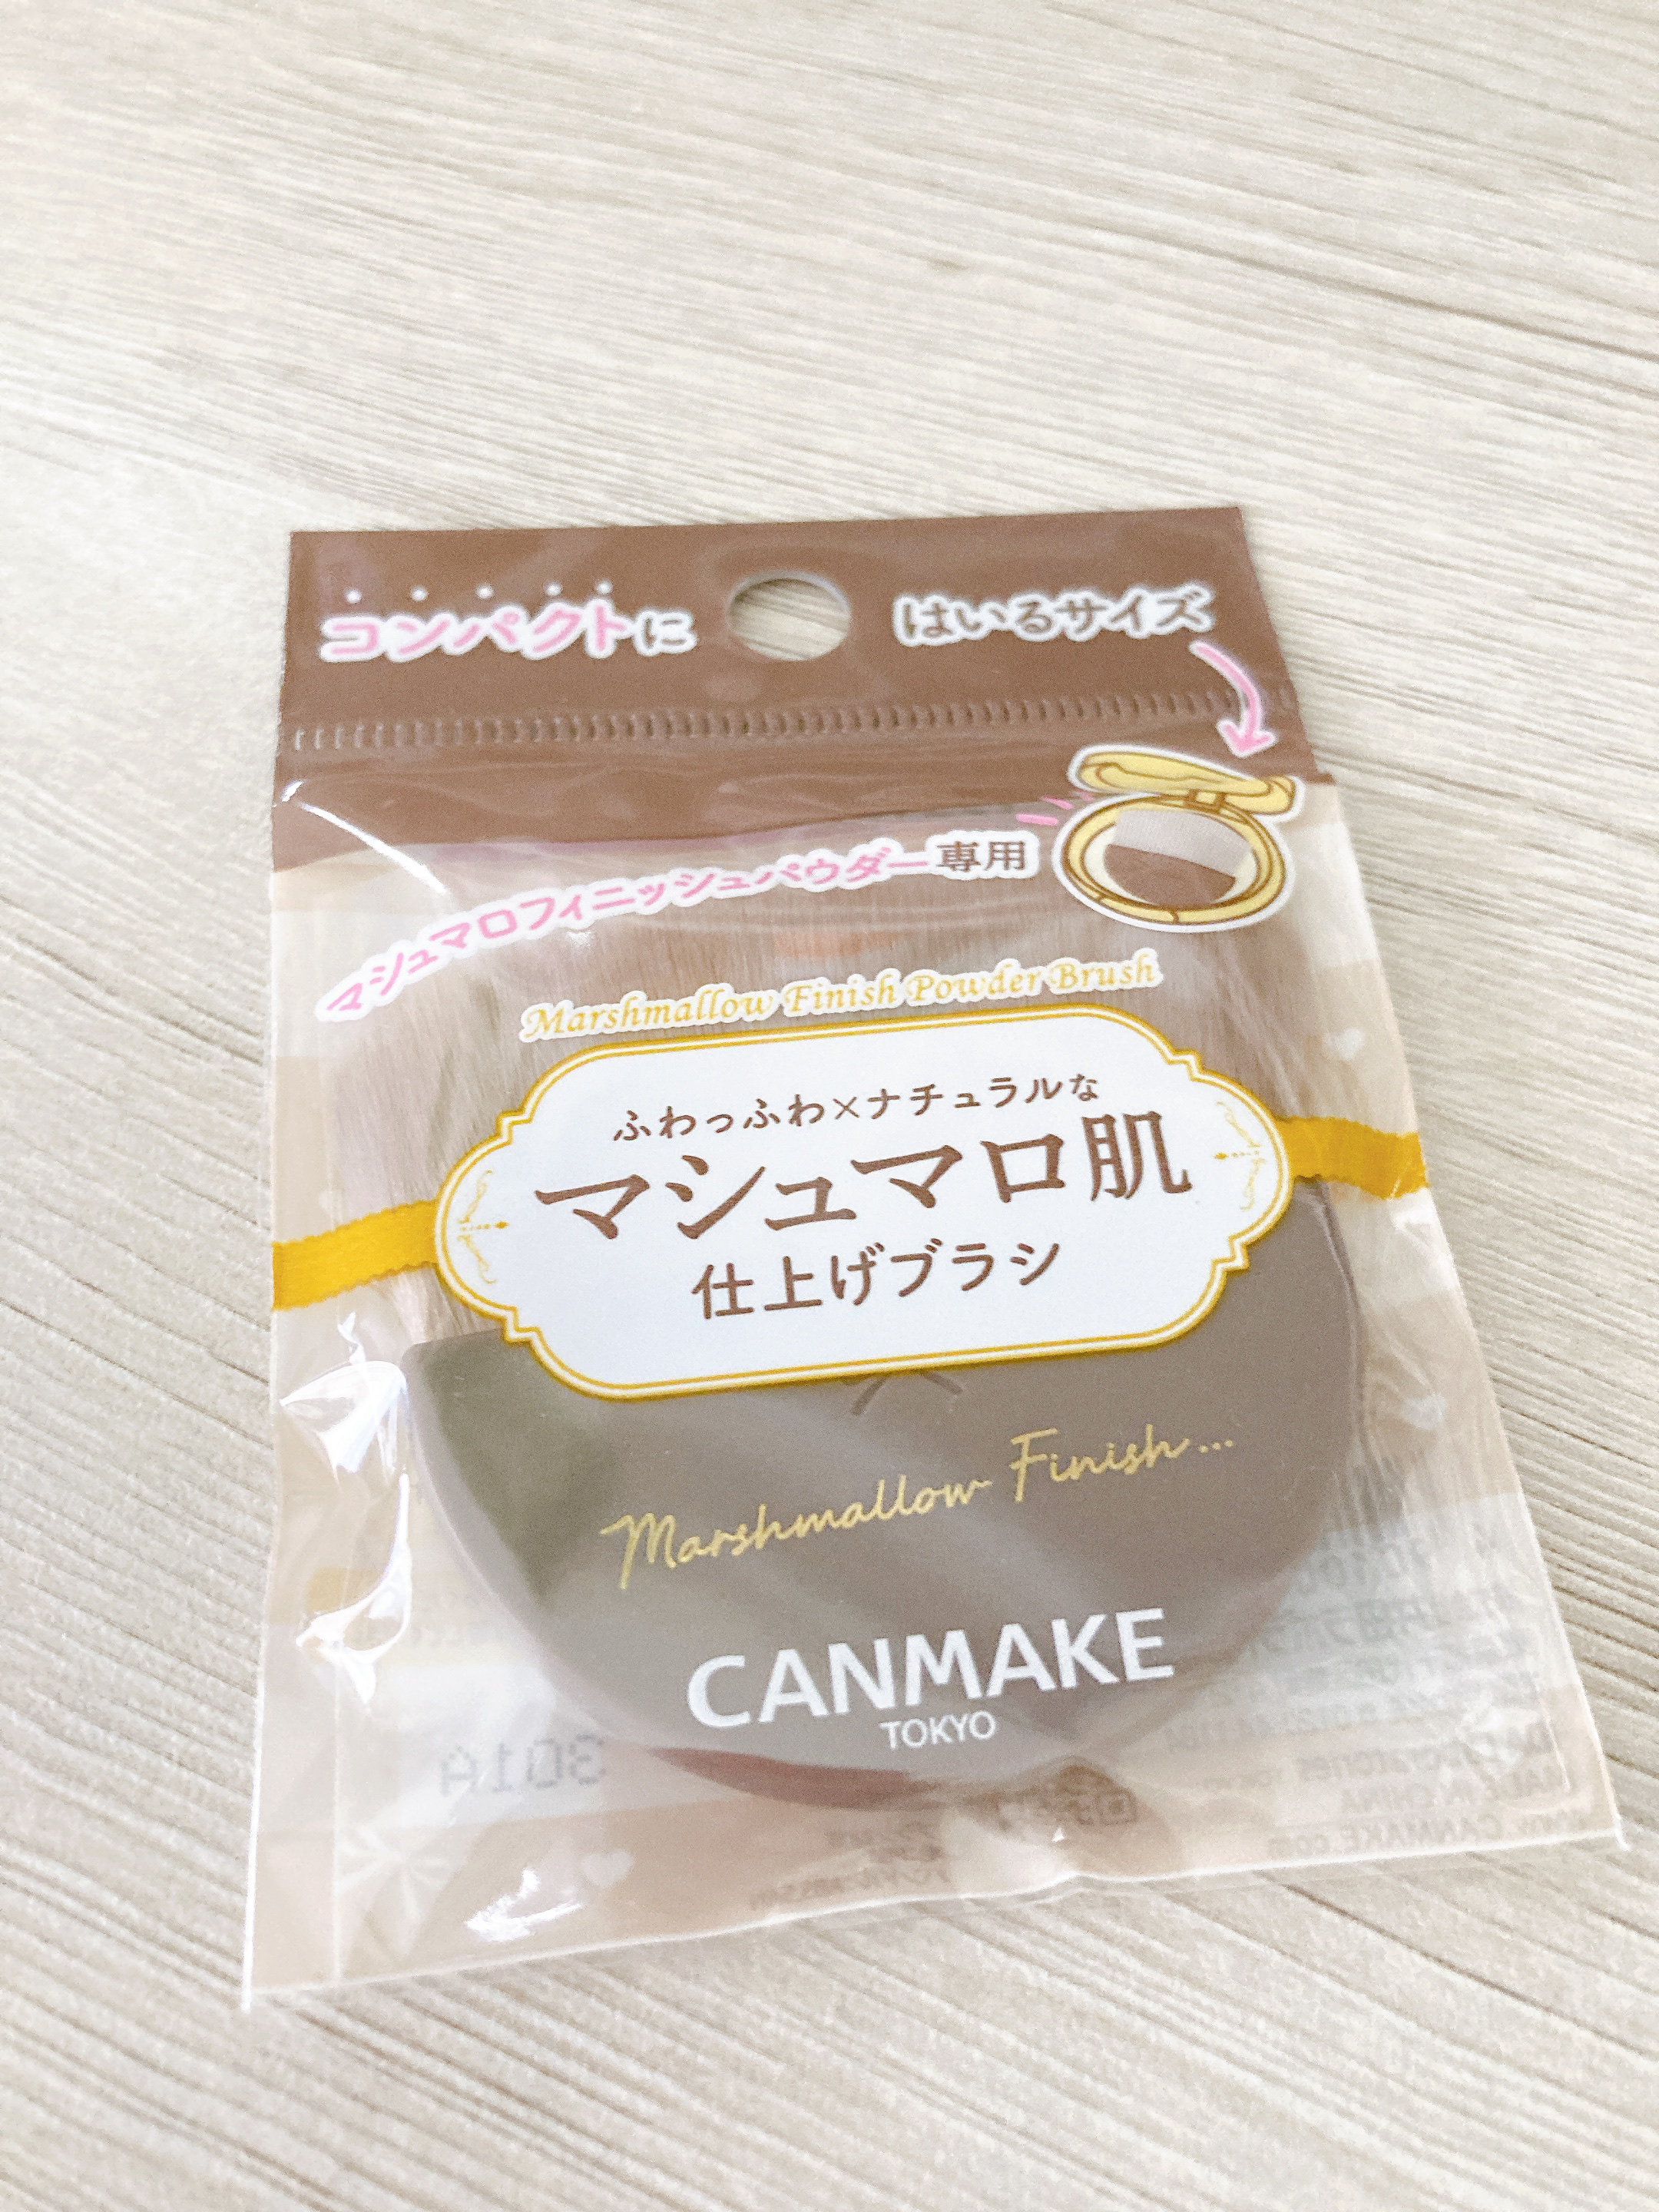 コンパクトに はいるサイズ
マシュマロフィニッシュパウダー専用
Marshmallow Finish Powder Brush
ふわっふわ×ナチュラルな
マシュマロ肌
仕上げブラシ
Marshmallow Finish...
CANMAKE
TOKYO
301A